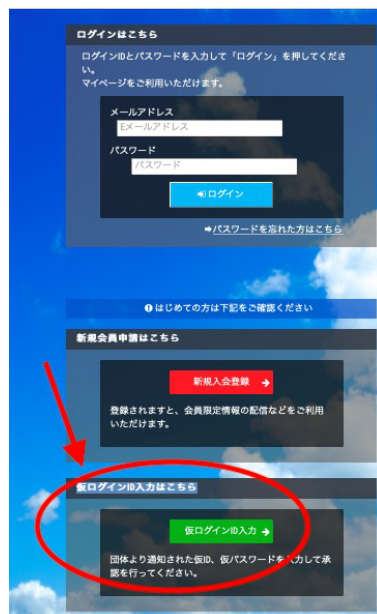 ログインはこちら
ログインIDとパスワードを入力して「ログイン」を押してくださ
い。
マイページをご利用いただけます。
メールアドレス
Eメールアドレス
パスワード
パスワード
ログイン
パスワードを忘れた方はこちら
はじめての方は下記をご確認ください
新規会員申請はこちら
新規入会登録
登録されますと、会員限定情報の配信などをご利用
いただけます。
仮ログインID入力はこちら
仮ログインID入力
団体より通知された仮ID、仮パスワードを入力して承
認を行ってください。